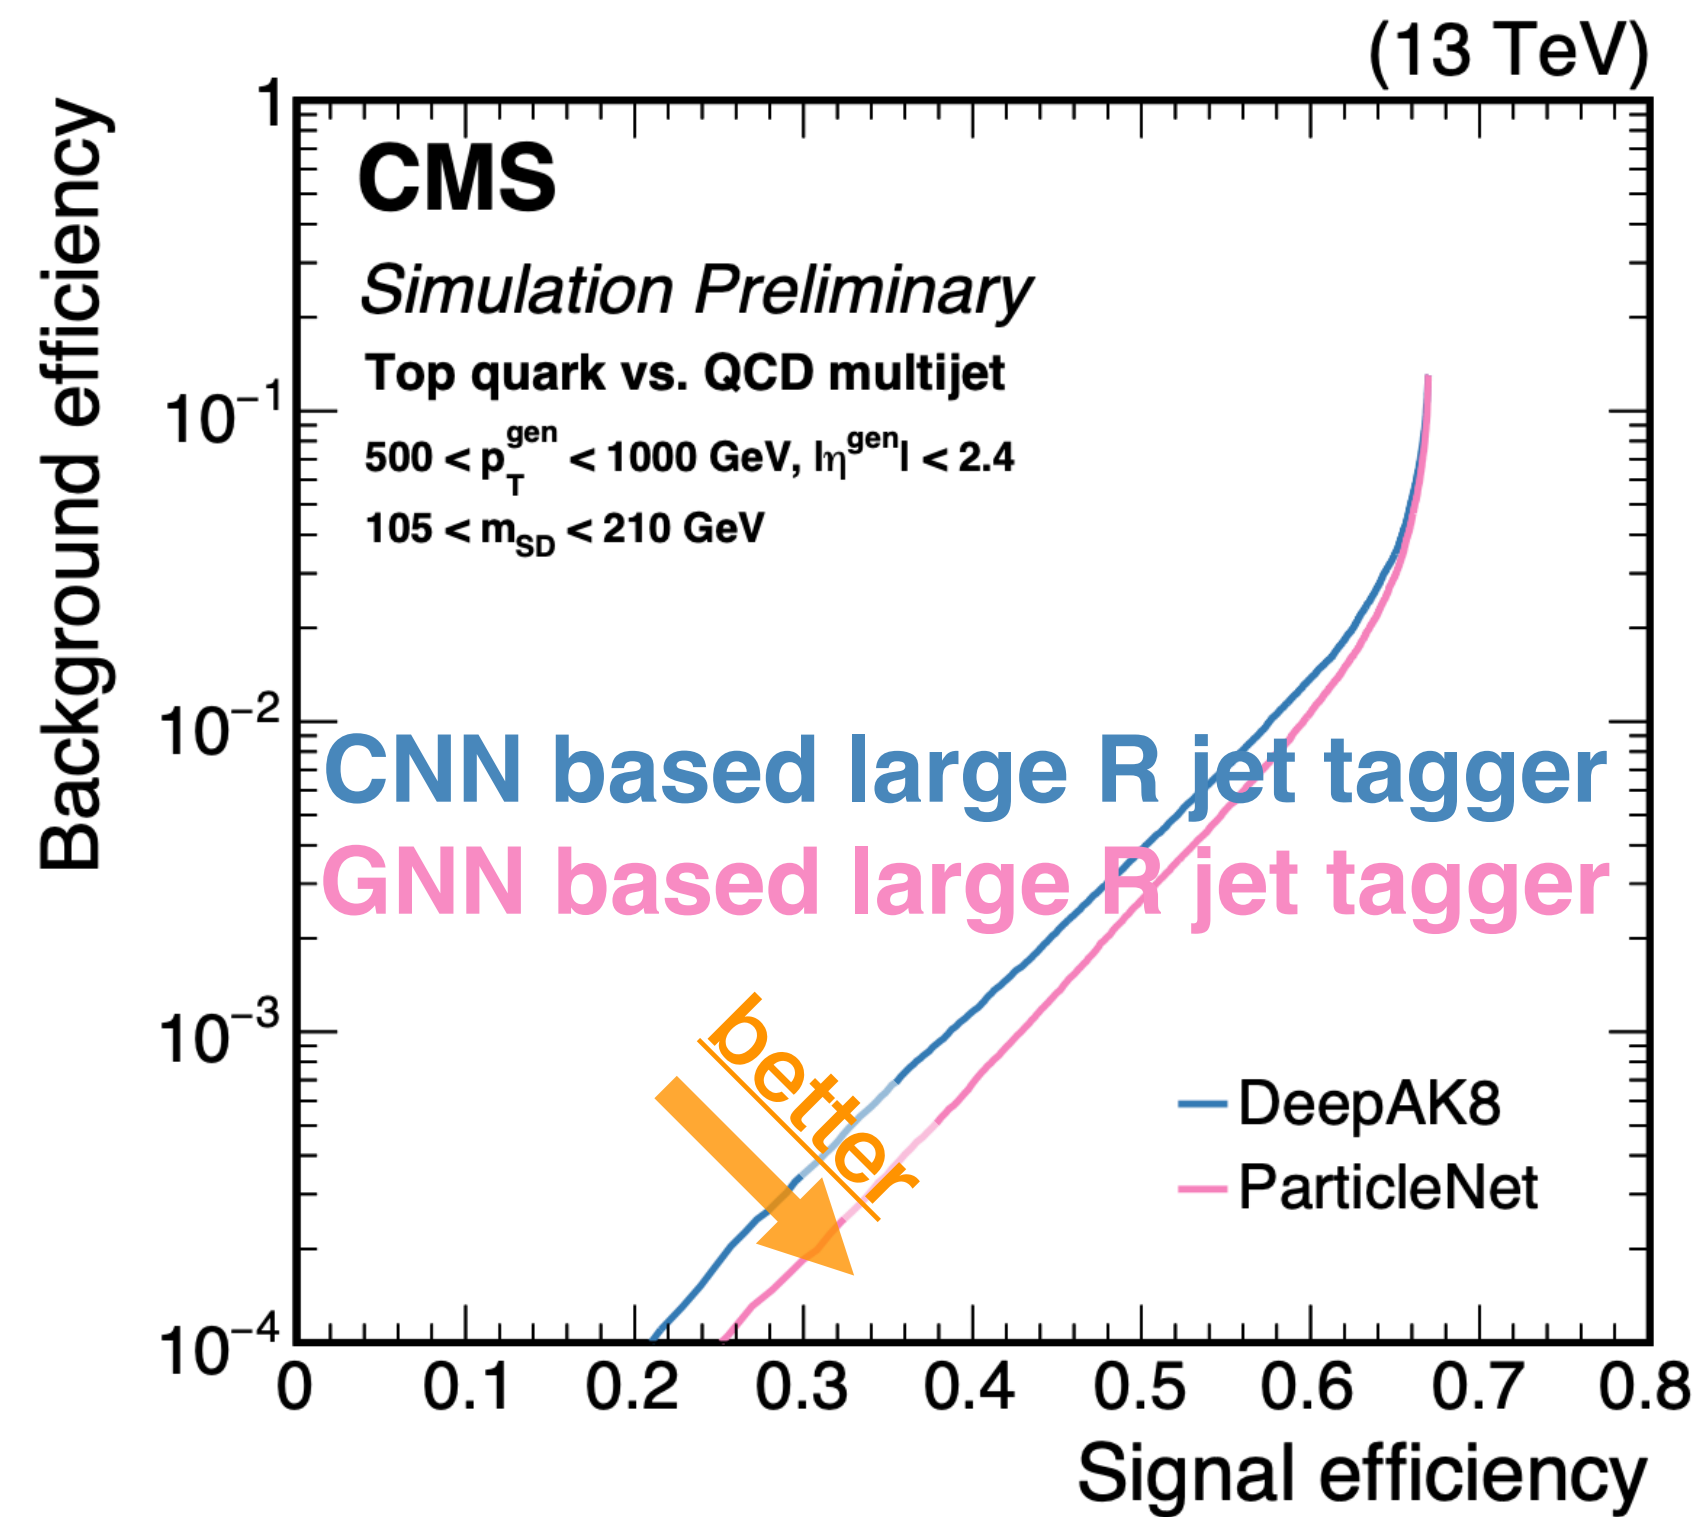 (13 TeV)
CMS
Simulation Preliminary
Top quark vs. QCD multijet
500 < p_T^gen < 1000 GeV, |η^gen| < 2.4
105 < m_SD < 210 GeV
CNN based large R jet tagger
GNN based large R jet tagger
better
DeepAK8
ParticleNet
Background efficiency
1
10⁻¹
10⁻²
10⁻³
10⁻⁴
0 0.1 0.2 0.3 0.4 0.5 0.6 0.7 0.8
Signal efficiency